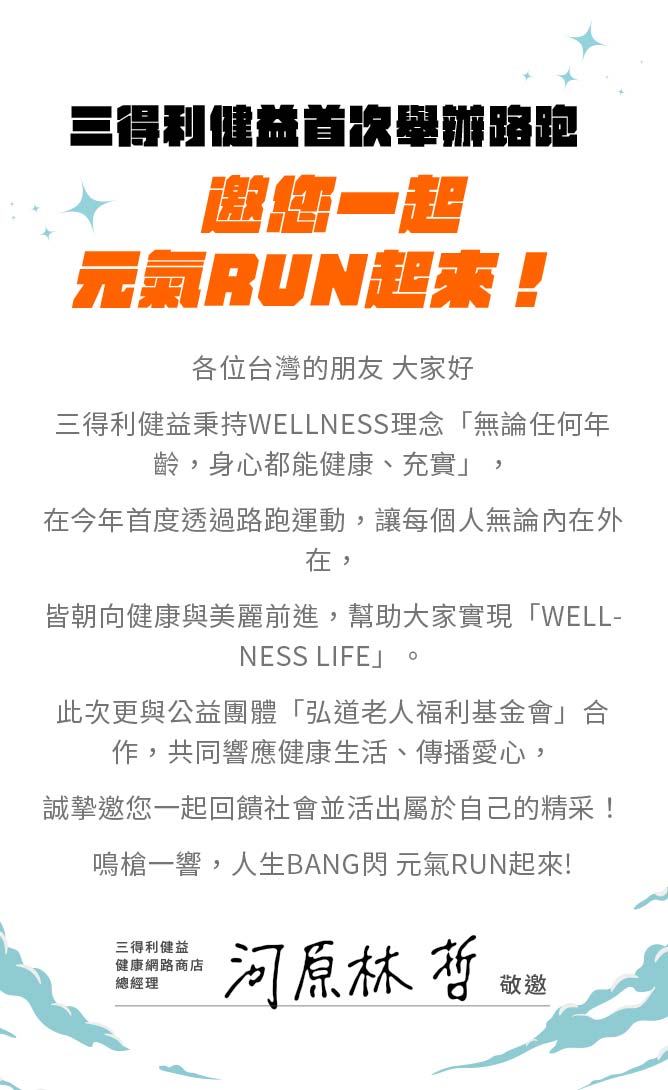 三得利健益首次舉辦路跑
邀您一起
元氣RUN起來！
各位台灣的朋友 大家好
三得利健益秉持WELLNESS理念「無論任何年
齡，身心都能健康、充實」，
在今年首度透過路跑運動，讓每個人無論內在外
在，
皆朝向健康與美麗前進，幫助大家實現「WELL-
NESS LIFE」。
此次更與公益團體「弘道老人福利基金會」合
作，共同響應健康生活、傳播愛心，
誠摯邀您一起回饋社會並活出屬於自己的精采！
鳴槍一響，人生BANG閃 元氣RUN起來!
三得利健益
健康網路商店
總經理
河原林 哲
敬邀